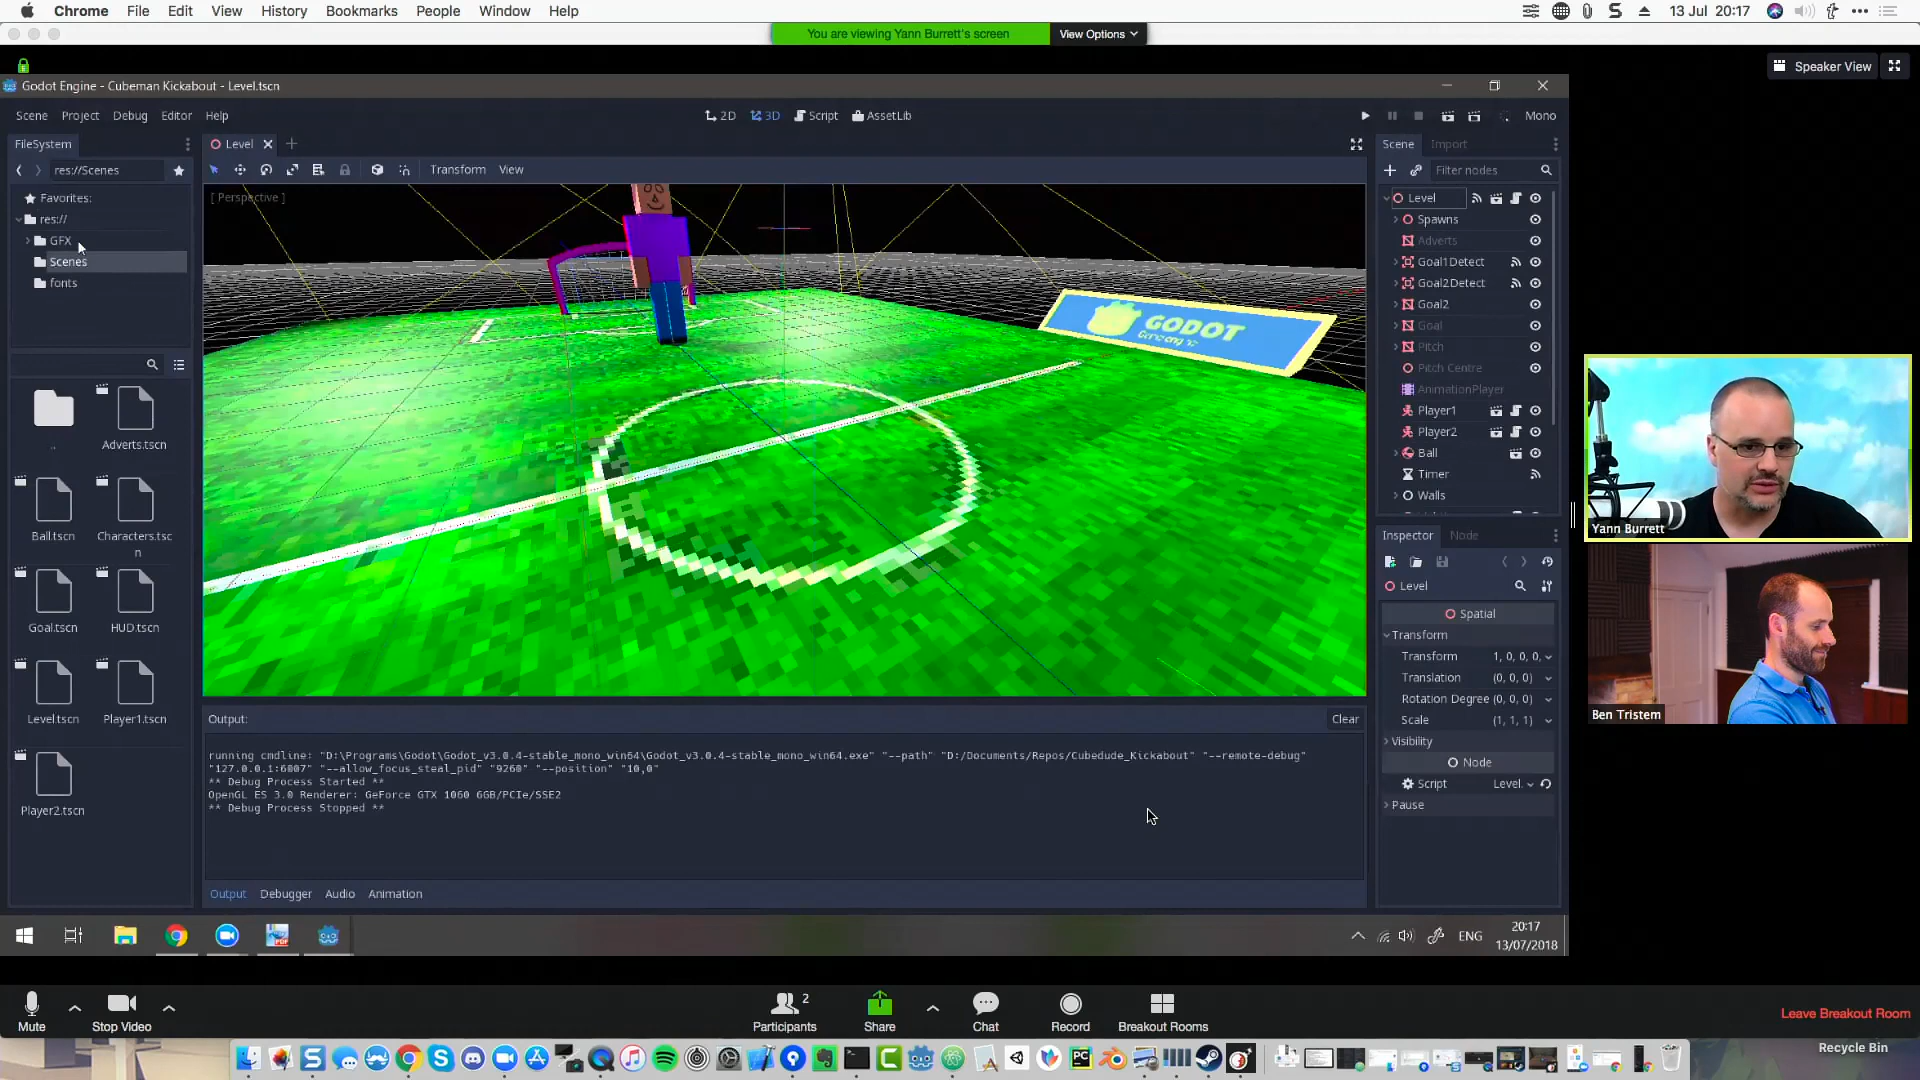 Chrome File Edit View History Bookmarks People Window Help
13 Jul 20:17
You are viewing Yann Burrett's screen
View Options
Speaker View
Godot Engine - Cubeman Kickabout - Level.tscn
Scene Project Debug Editor Help
2D 3D Script AssetLib
Mono
FileSystem
Level
Scene Import
res://Scenes
Transform View
Filter nodes
[ Perspective ]
Favorites:
res://
GFX
Scenes
fonts
GODOT
Game engine
Level
Spawns
Adverts
Goal1Detect
Goal2Detect
Goal2
Goal
Pitch
Pitch Centre
AnimationPlayer
Player1
Player2
Ball
Timer
Walls
..
Adverts.tscn
Ball.tscn
Characters.tsc
n
Goal.tscn
HUD.tscn
Level.tscn
Player1.tscn
Player2.tscn
Inspector Node
Level
Spatial
Transform
Transform 1, 0, 0, 0,
Translation (0, 0, 0)
Rotation Degree (0, 0, 0)
Scale (1, 1, 1)
Visibility
Node
Script Level.
Pause
Output:
Clear
running cmdline: "D:\Programs\Godot\Godot_v3.0.4-stable_mono_win64\Godot_v3.0.4-stable_mono_win64.exe" "--path" "D:/Documents/Repos/Cubedude_Kickabout" "--remote-debug"
"127.0.0.1:6007" "--allow_focus_steal_pid" "9260" "--position" "10,0"
** Debug Process Started **
OpenGL ES 3.0 Renderer: GeForce GTX 1060 6GB/PCIe/SSE2
** Debug Process Stopped **
Output Debugger Audio Animation
Yann Burrett
Ben Tristem
PDF
ENG
20:17
13/07/2018
Mute
Stop Video
2
Participants
Share
Chat
Record
Breakout Rooms
Leave Breakout Room
Recycle Bin
PC